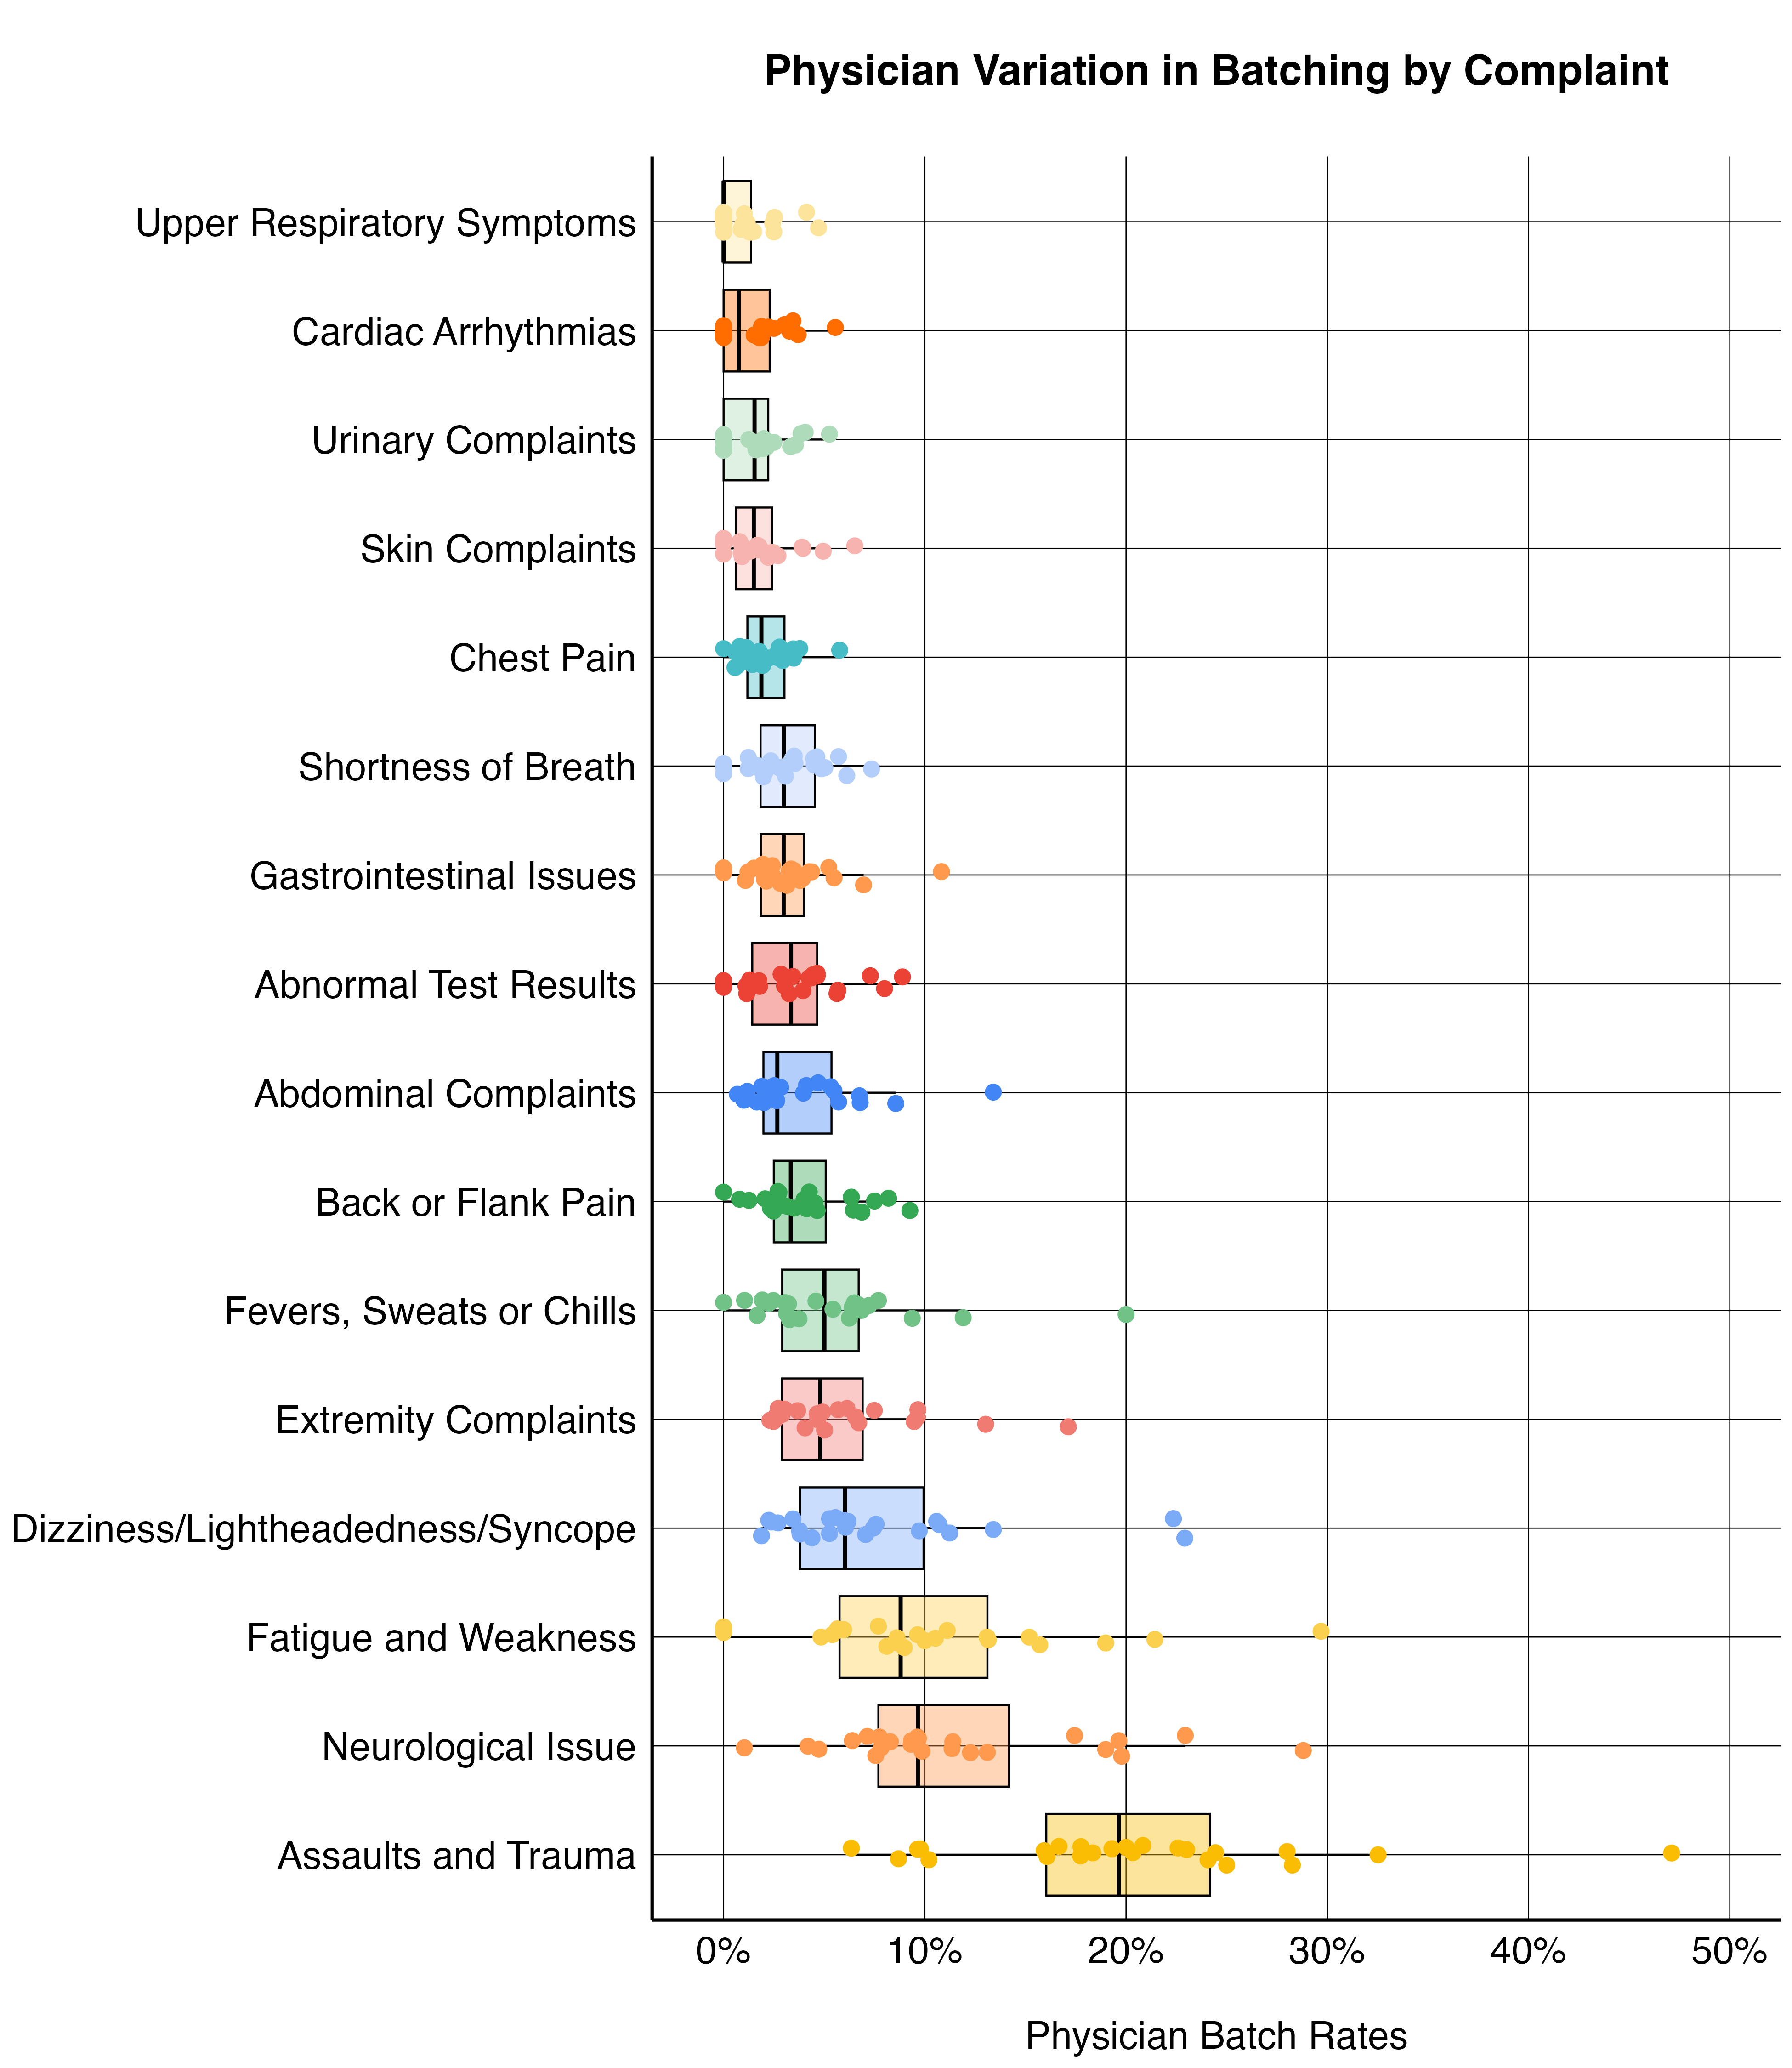 Physician Variation in Batching by Complaint
Upper Respiratory Symptoms
Cardiac Arrhythmias
Urinary Complaints
Skin Complaints
Chest Pain
Shortness of Breath
Gastrointestinal Issues
Abnormal Test Results
Abdominal Complaints
Back or Flank Pain
Fevers, Sweats or Chills
Extremity Complaints
Dizziness/Lightheadedness/Syncope
Fatigue and Weakness
Neurological Issue
Assaults and Trauma
0% 10% 20% 30% 40% 50%
Physician Batch Rates